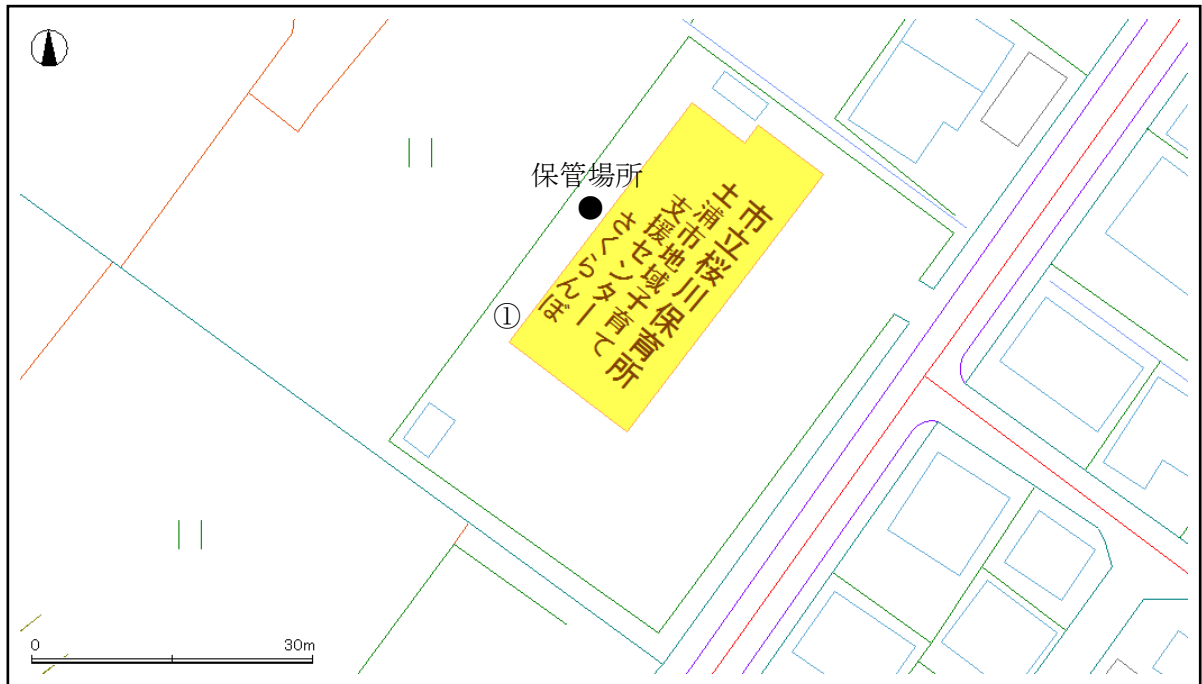 保管場所
市立桜川保育所
土浦市地域子育て
支援センター
さくらんぼ
①
0 30m